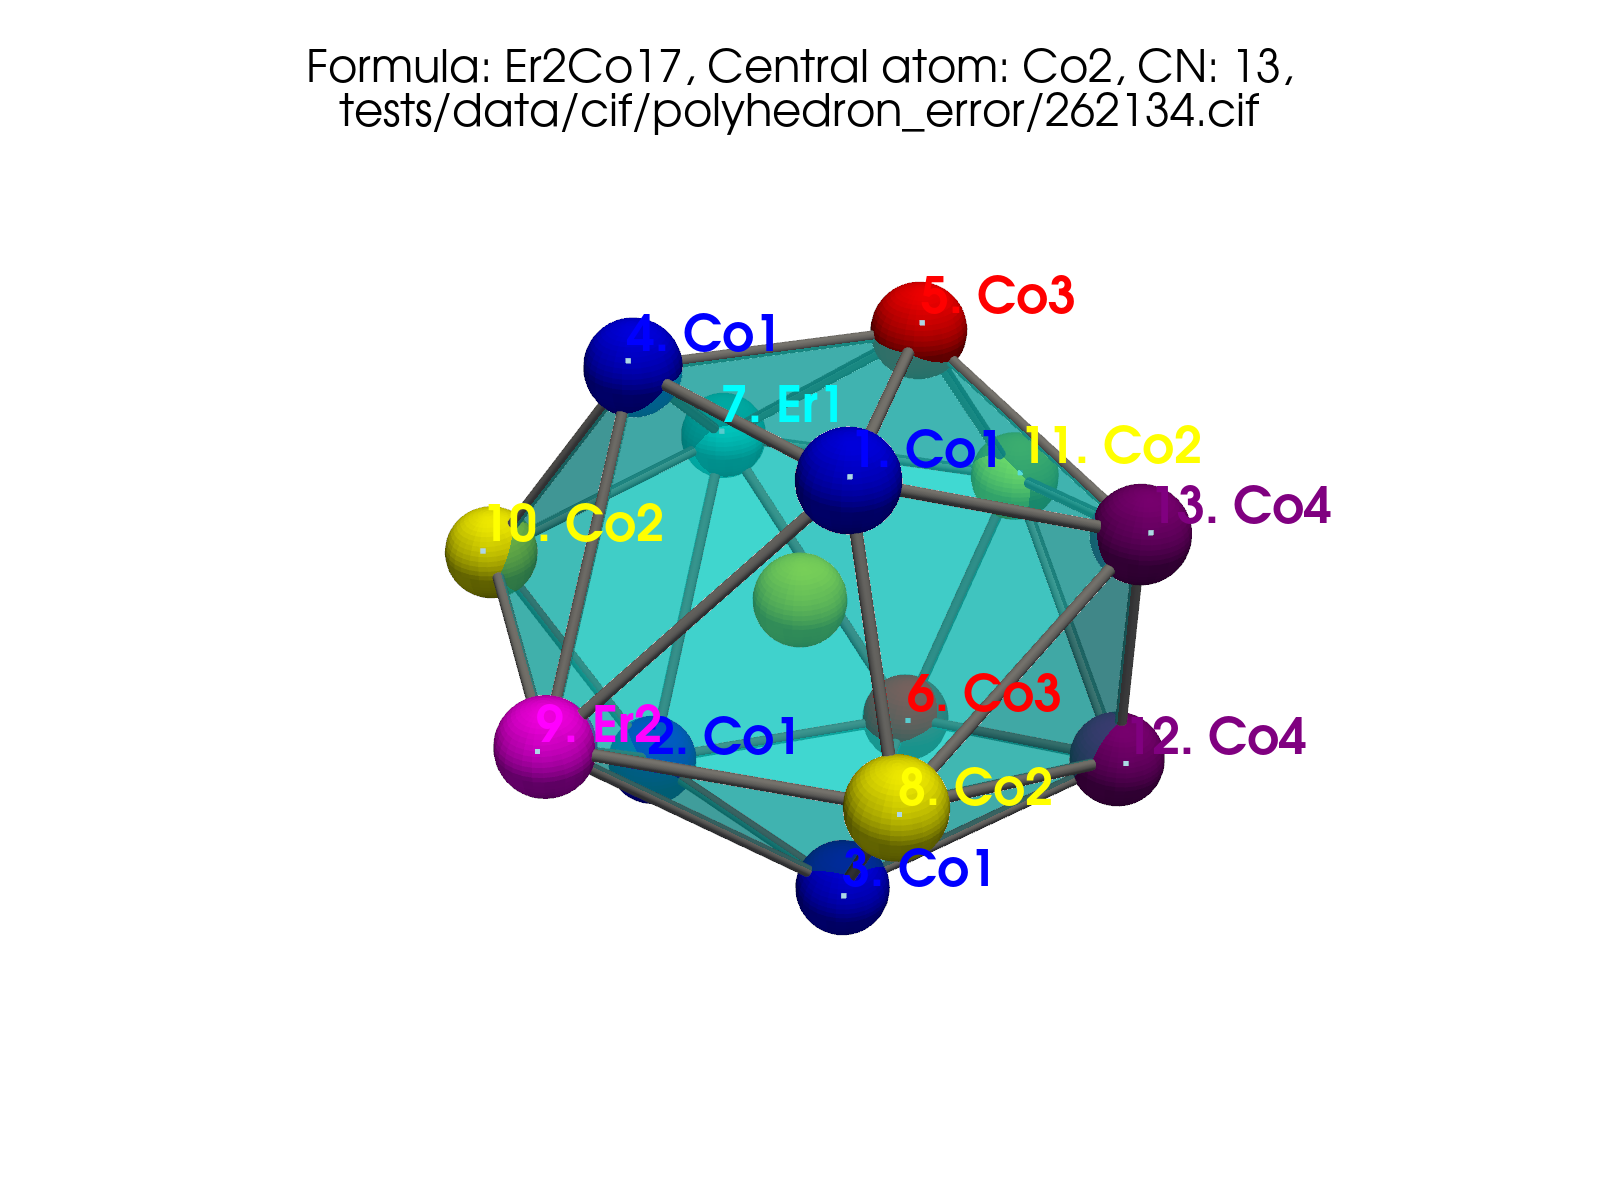 Formula: Er2Co17, Central atom: Co2, CN: 13,
tests/data/cif/polyhedron_error/262134.cif
5. Co3
4. Co1
7. Er1
1. Co1
11. Co2
13. Co4
10. Co2
6. Co3
9. Er2
2. Co1
12. Co4
8. Co2
3. Co1